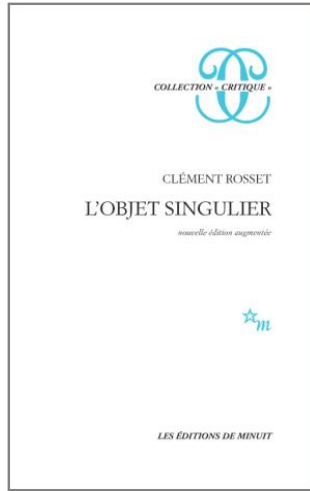 COLLECTION « CRITIQUE »
CLÉMENT ROSSET
L'OBJET SINGULIER
nouvelle édition augmentée
m
LES ÉDITIONS DE MINUIT